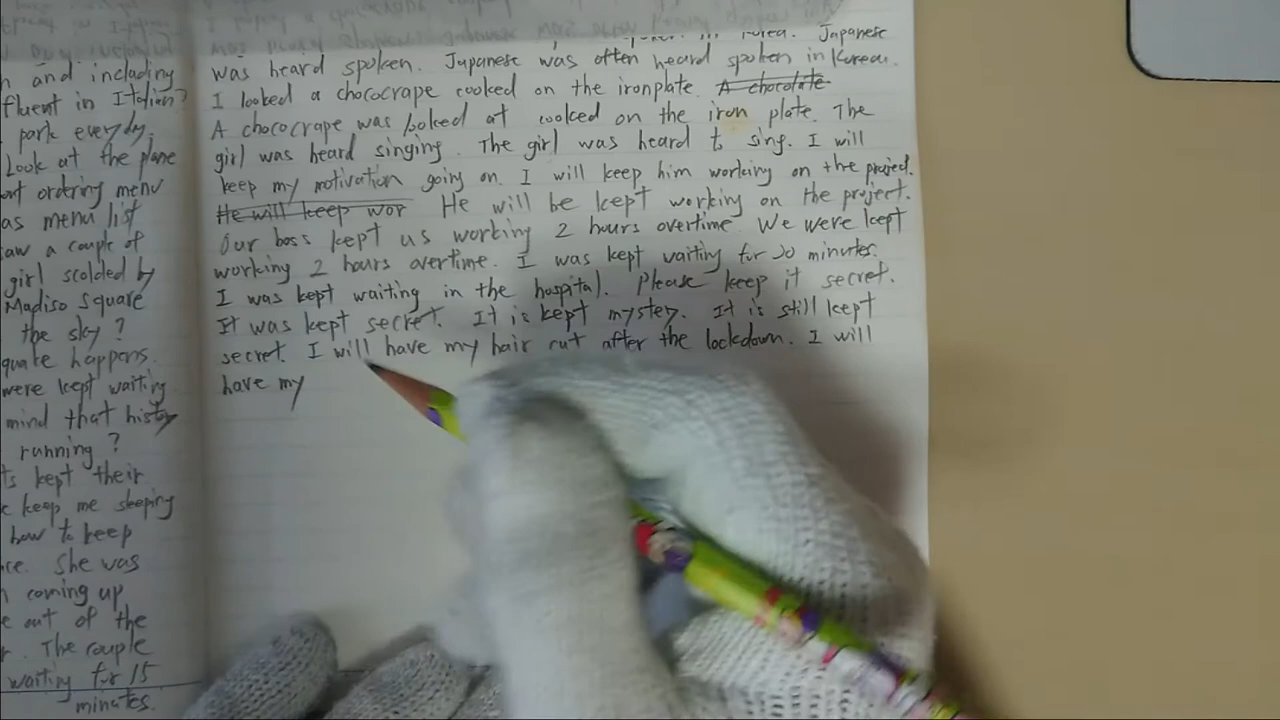 n and including
fluent in Italian?
park everydy.
Look at the plane
out ordering menu
as menu list
saw a couple of
girl scolded by
Madiso Square
the sky?
quake happens.
were kept waiting
mind that histoy
running?
ts kept their
keep me sleeping
how to keep
ce. She was
coming up
e out of the
r. The couple
waiting for 15
minutes.
Japanese
was heard spoken. Japanese was often heard spoken in Korea.
I looked a chococrape cooked on the ironplate. A chocolate
A chococrape was looked at cooked on the iron plate. The
girl was heard singing. The girl was heard to sing. I will
keep my motivation going on. I will keep him working on the project.
He will keep wor He will be kept working on the project.
Our boss kept us working 2 hours overtime. We were kept
working 2 hours overtime. I was kept waiting for 20 minutes.
I was kept waiting in the hospital. Please keep it secret.
It was kept secret. It is kept mystey. It is still kept
secret. I will have my hair cut after the lockdown. I will
have my